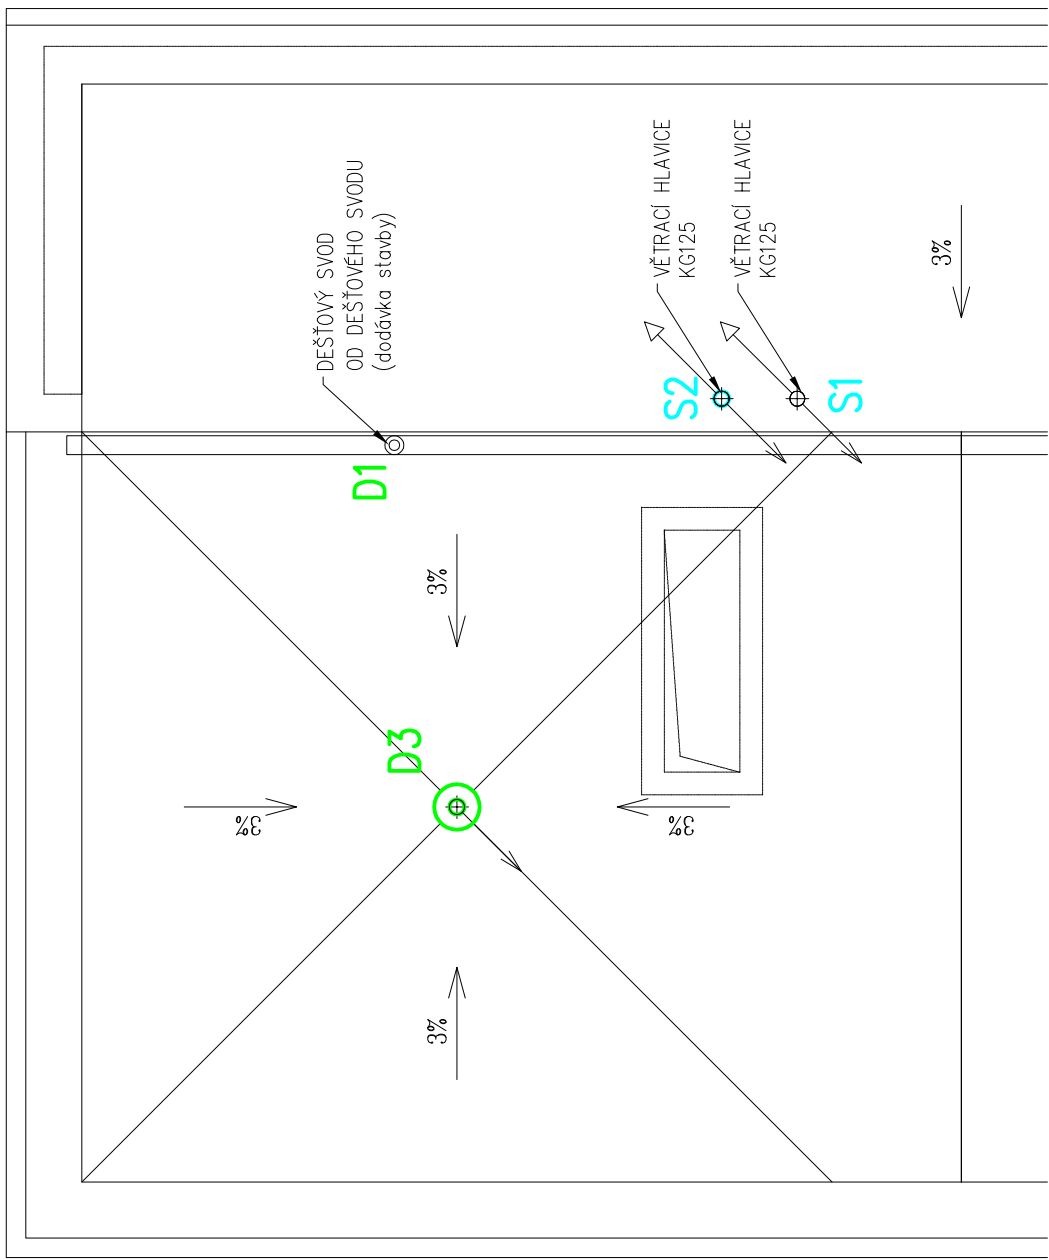 DEŠŤOVÝ SVOD
OD DEŠŤOVÉHO SVODU
(dodávka stavby)
VĚTRACÍ HLAVICE
KG125
VĚTRACÍ HLAVICE
KG125
3%
S2
S1
D1
3%
D3
3%
3%
3%